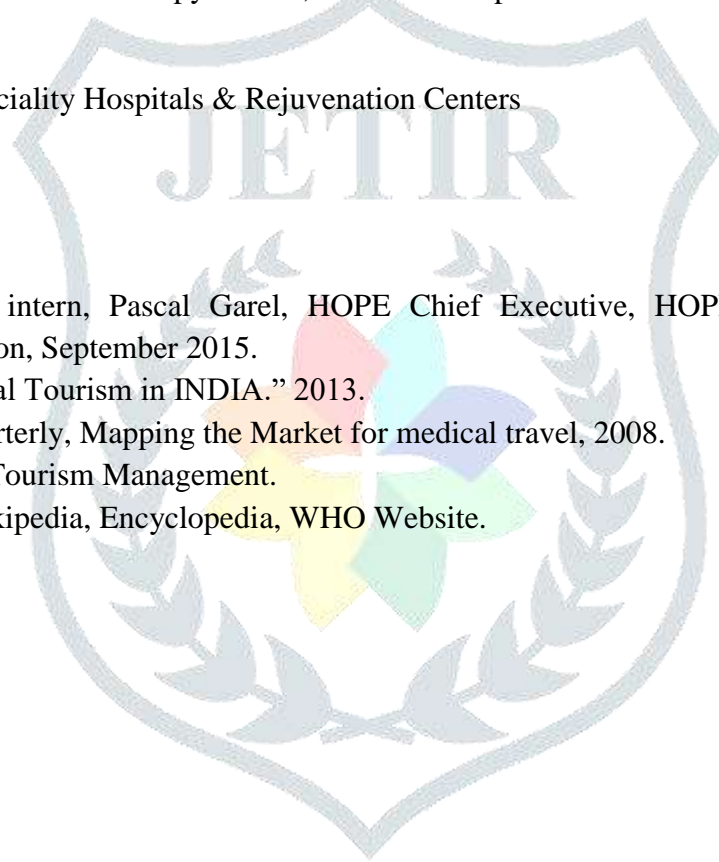 ciality Hospitals & Rejuvenation Centers
JETIR
intern, Pascal Garel, HOPE Chief Executive, HOP
on, September 2015.
al Tourism in INDIA.” 2013.
rterly, Mapping the Market for medical travel, 2008.
Tourism Management.
kipedia, Encyclopedia, WHO Website.